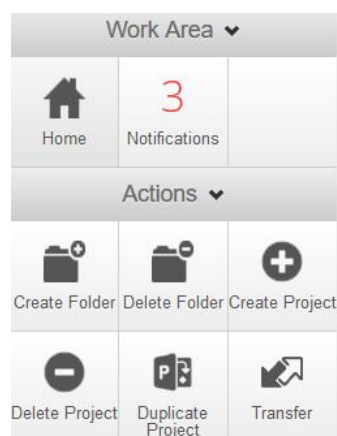 Work Area
3
Home Notifications
Actions
Create Folder Delete Folder Create Project
P
Delete Project Duplicate Project Transfer